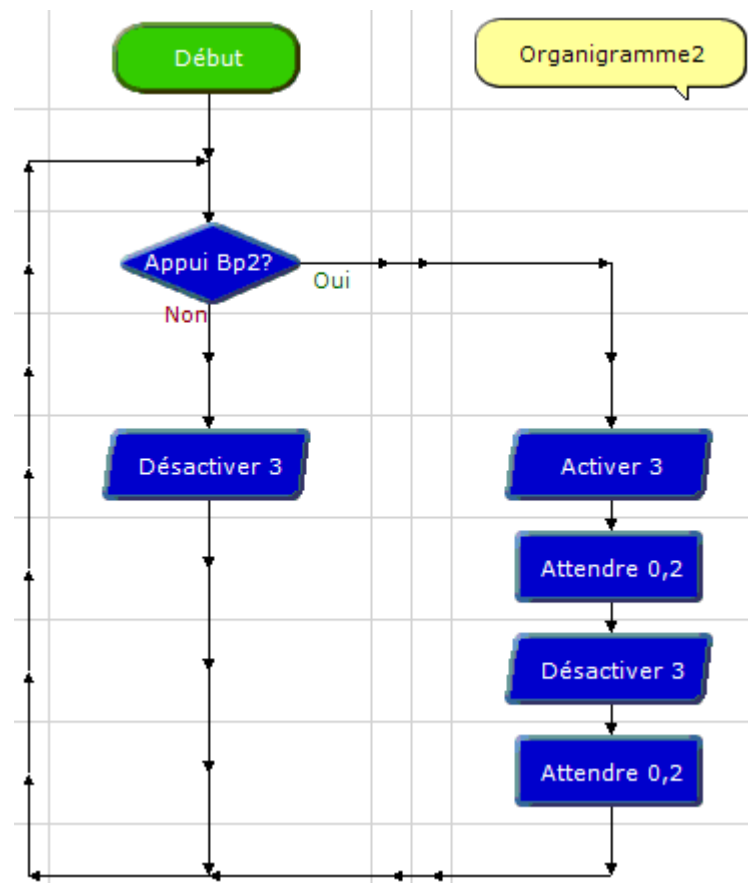 Début
Organigramme2
Appui Bp2?
Oui
Non
Désactiver 3
Activer 3
Attendre 0,2
Désactiver 3
Attendre 0,2